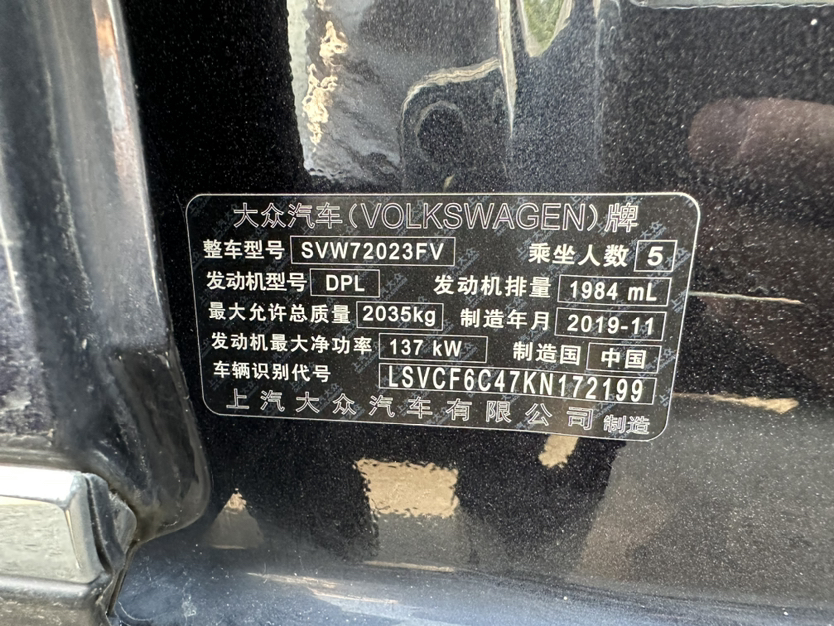 大众汽车(VOLKSWAGEN)牌
整车型号 SVW72023FV 乘坐人数 5
发动机型号 DPL 发动机排量 1984 mL
最大允许总质量 2035kg 制造年月 2019-11
发动机最大净功率 137 kW 制造国 中国
车辆识别代号 LSVCF6C47KN172199
上汽大众汽车有限公司 制造